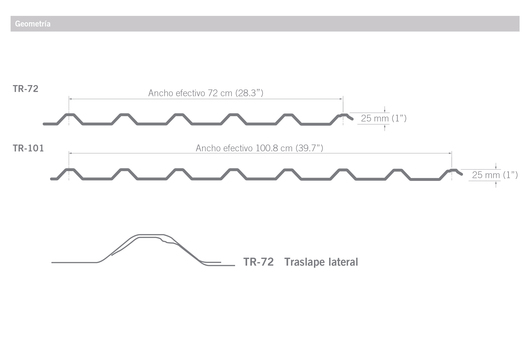 Geometría
TR-72
Ancho efectivo 72 cm (28.3")
25 mm (1")
TR-101
Ancho efectivo 100.8 cm (39.7")
25 mm (1")
TR-72 Traslape lateral